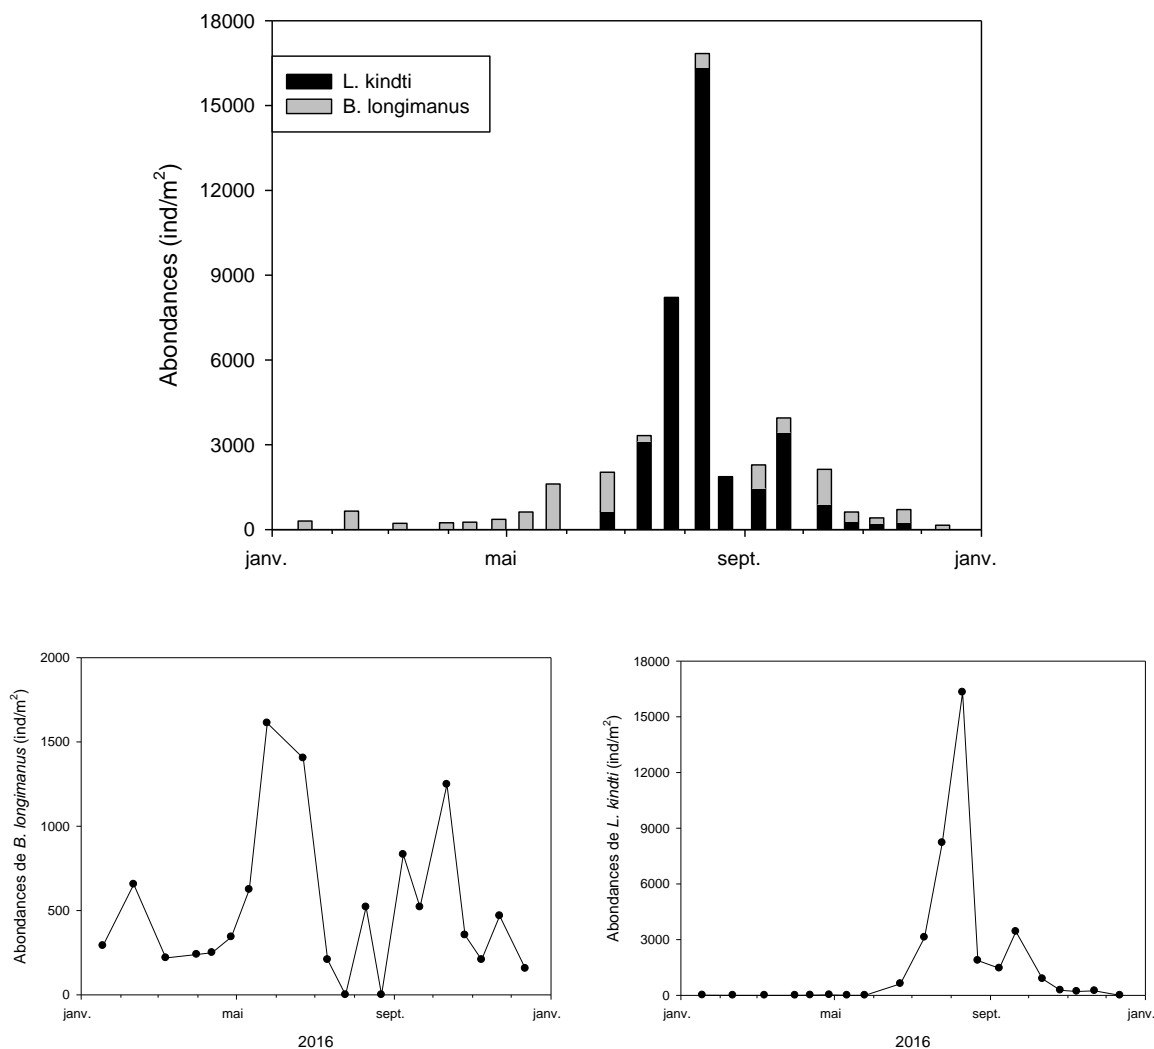 18000
15000
12000
9000
6000
3000
0
Abondances (ind/m²)
L. kindti
B. longimanus
janv.
mai
sept.
janv.
2000
1500
1000
500
0
Abondances de B. longimanus (ind/m²)
janv.
mai
sept.
janv.
2016
18000
15000
12000
9000
6000
3000
0
Abondances de L. kindti (ind/m²)
janv.
mai
sept.
janv.
2016